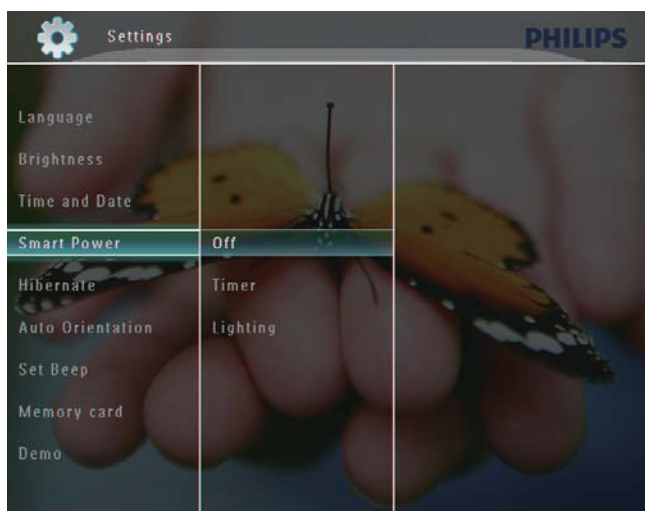 Settings
PHILIPS
Language
Brightness
Time and Date
Smart Power
Off
Hibernate
Timer
Auto Orientation
Lighting
Set Beep
Memory card
Demo